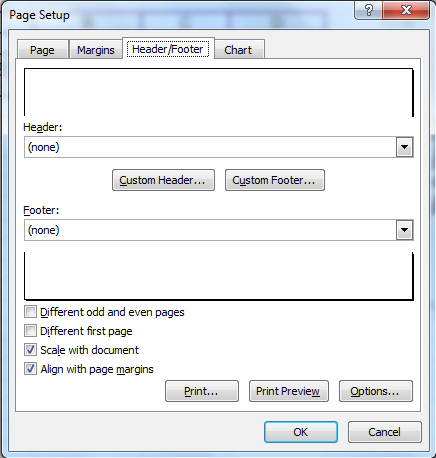 Page Setup
Page Margins Header/Footer Chart
Header:
(none)
Custom Header... Custom Footer...
Footer:
(none)
Different odd and even pages
Different first page
Scale with document
Align with page margins
Print... Print Preview Options...
OK Cancel